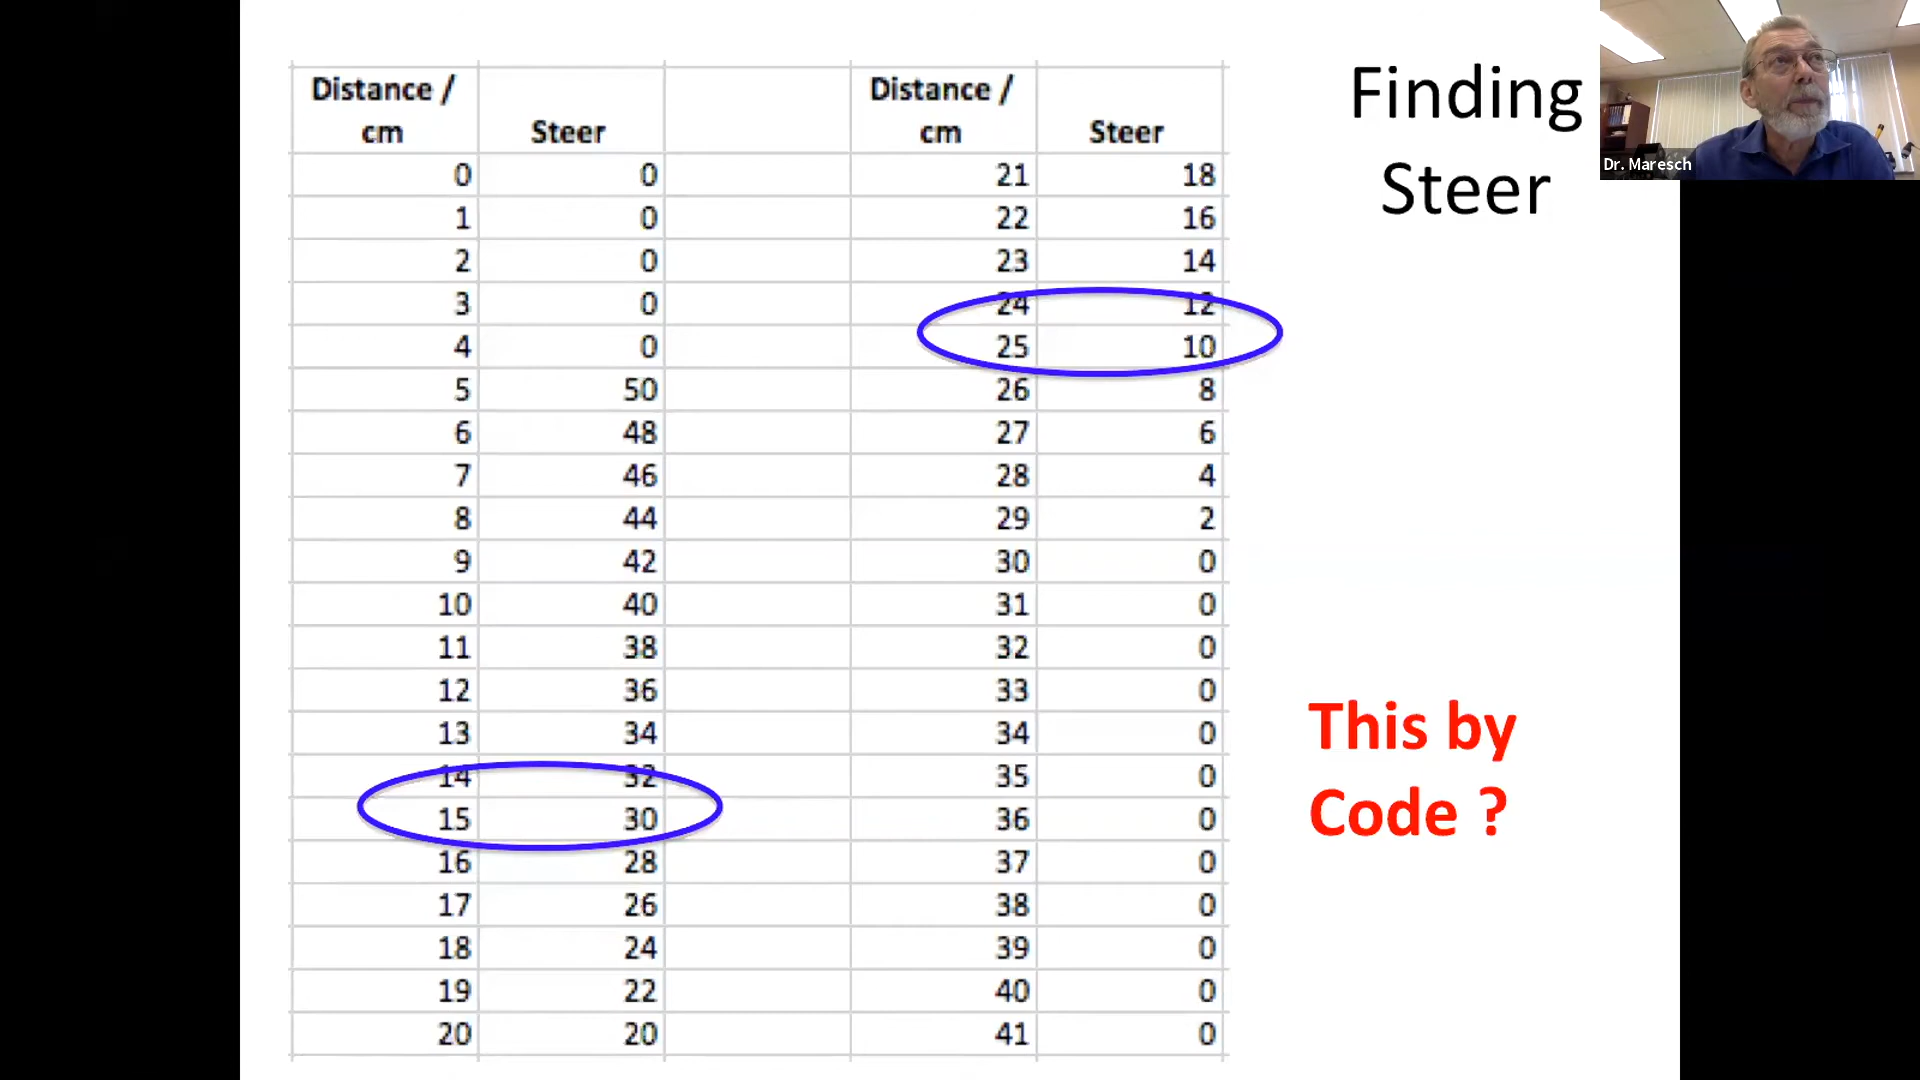 Finding
Steer
Dr. Maresch
Distance / cm Steer Distance / cm Steer
0 0 21 18
1 0 22 16
2 0 23 14
3 0 24 12
4 0 25 10
5 50 26 8
6 48 27 6
7 46 28 4
8 44 29 2
9 42 30 0
10 40 31 0
11 38 32 0
12 36 33 0
13 34 34 0
14 32 35 0
15 30 36 0
16 28 37 0
17 26 38 0
18 24 39 0
19 22 40 0
20 20 41 0
This by
Code ?